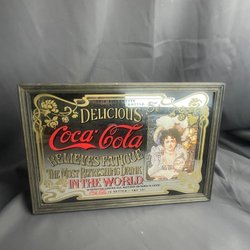 DELICIOUS
Coca-Cola
RELIEVES FATIGUE
THE MOST REFRESHING DRINK
IN THE WORLD